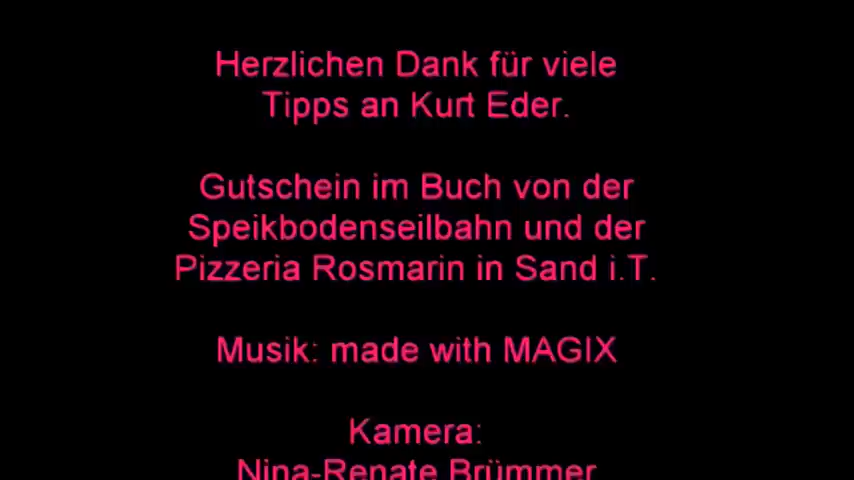 Herzlichen Dank für viele
Tipps an Kurt Eder.
Gutschein im Buch von der
Speikbodenseilbahn und der
Pizzeria Rosmarin in Sand i.T.
Musik: made with MAGIX
Kamera:
Nina-Renate Brümmer